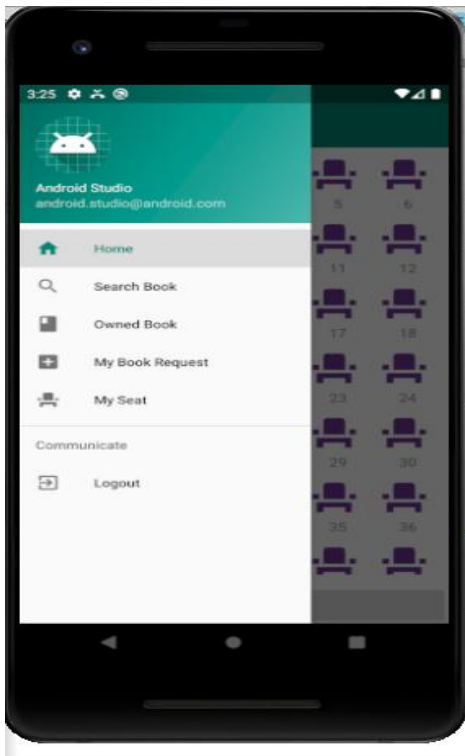 3:25
Android Studio
android.studio@android.com
Home
Search Book
Owned Book
My Book Request
My Seat
Communicate
Logout
5 6
11 12
17 18
23 24
29 30
35 36